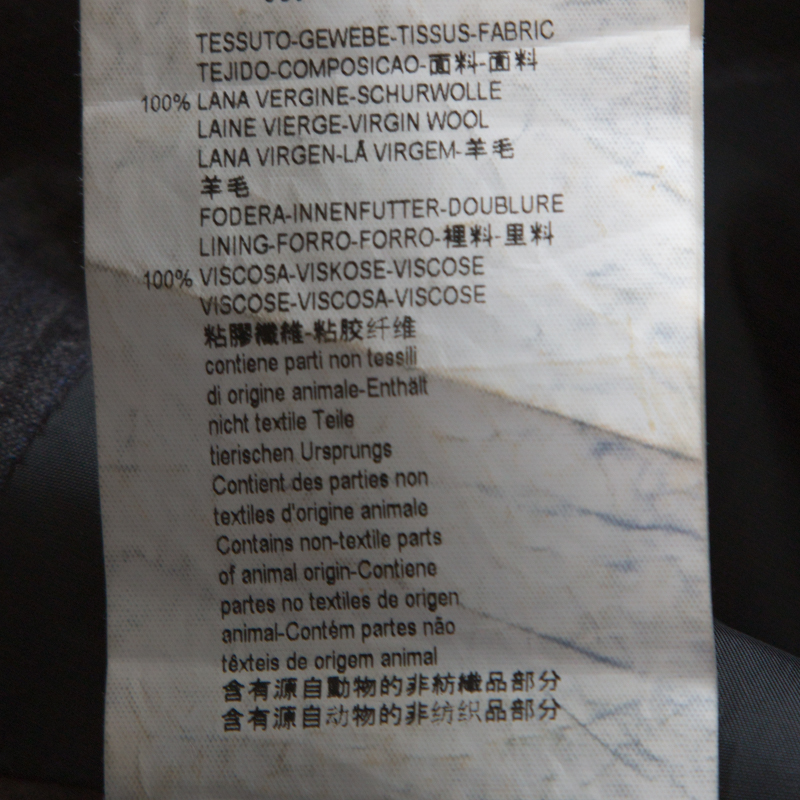 TESSUTO-GEWEBE-TISSUS-FABRIC
TEJIDO-COMPOSICAO-面料-面料
100% LANA VERGINE-SCHURWOLLE
LAINE VIERGE-VIRGIN WOOL
LANA VIRGEN-LÃ VIRGEM-羊毛
羊毛
FODERA-INNENFUTTER-DOUBLURE
LINING-FORRO-FORRO-裡料-里料
100% VISCOSA-VISKOSE-VISCOSE
VISCOSE-VISCOSA-VISCOSE
粘膠纖維-粘胶纤维
contiene parti non tessili
di origine animale-Enthält
nicht textile Teile
tierischen Ursprungs
Contient des parties non
textiles d'origine animale
Contains non-textile parts
of animal origin-Contiene
partes no textiles de origen
animal-Contém partes não
têxteis de origem animal
含有源自動物的非紡織品部分
含有源自动物的非纺织品部分